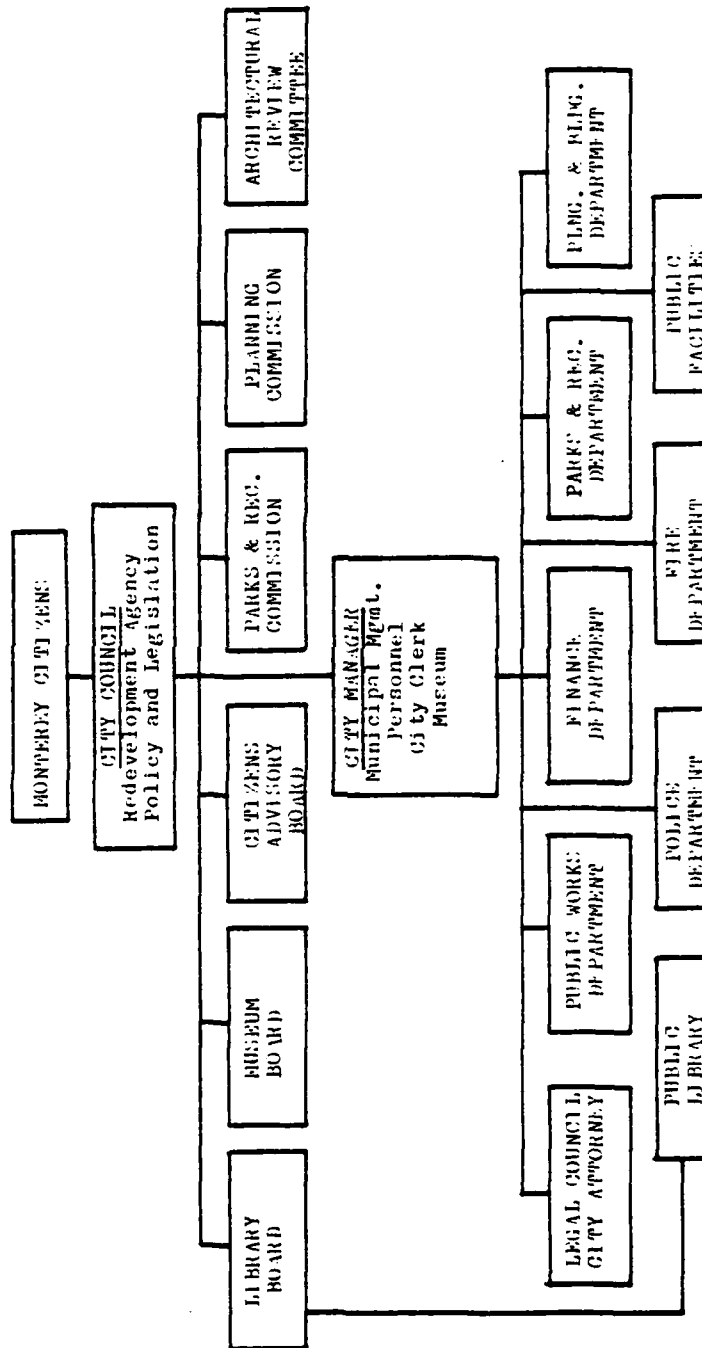 MONTEREY CITIZENS
CITY COUNCIL
Redevelopment Agency
Policy and Legislation
LIBRARY
BOARD
MUSEUM
BOARD
CITIZENS
ADVISORY
BOARD
PARKS & REC.
COMMISSION
PLANNING
COMMISSION
ARCHITECTURAL
REVIEW
COMMITTEE
CITY MANAGER
Municipal Mgmt.
Personnel
City Clerk
Museum
LEGAL COUNCIL
CITY ATTORNEY
PUBLIC WORKS
DEPARTMENT
FINANCE
DEPARTMENT
PARKS & REC.
DEPARTMENT
PLNG. & BLDG.
DEPARTMENT
PUBLIC
LIBRARY
POLICE
DEPARTMENT
FIRE
DEPARTMENT
PUBLIC
FACILITIES